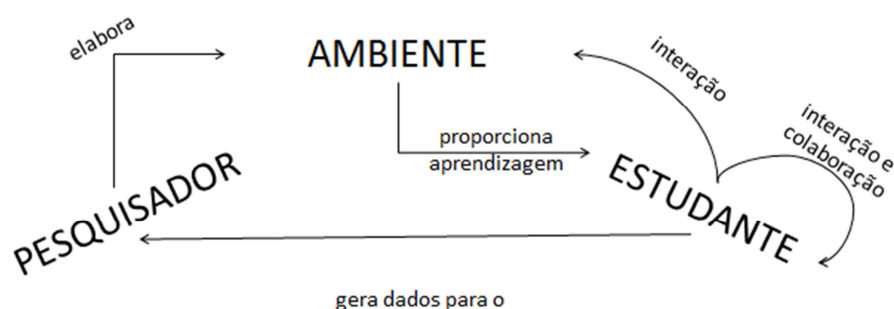 elabora
AMBIENTE
interação
interação e
colaboração
proporciona
aprendizagem
PESQUISADOR
ESTUDANTE
gera dados para o